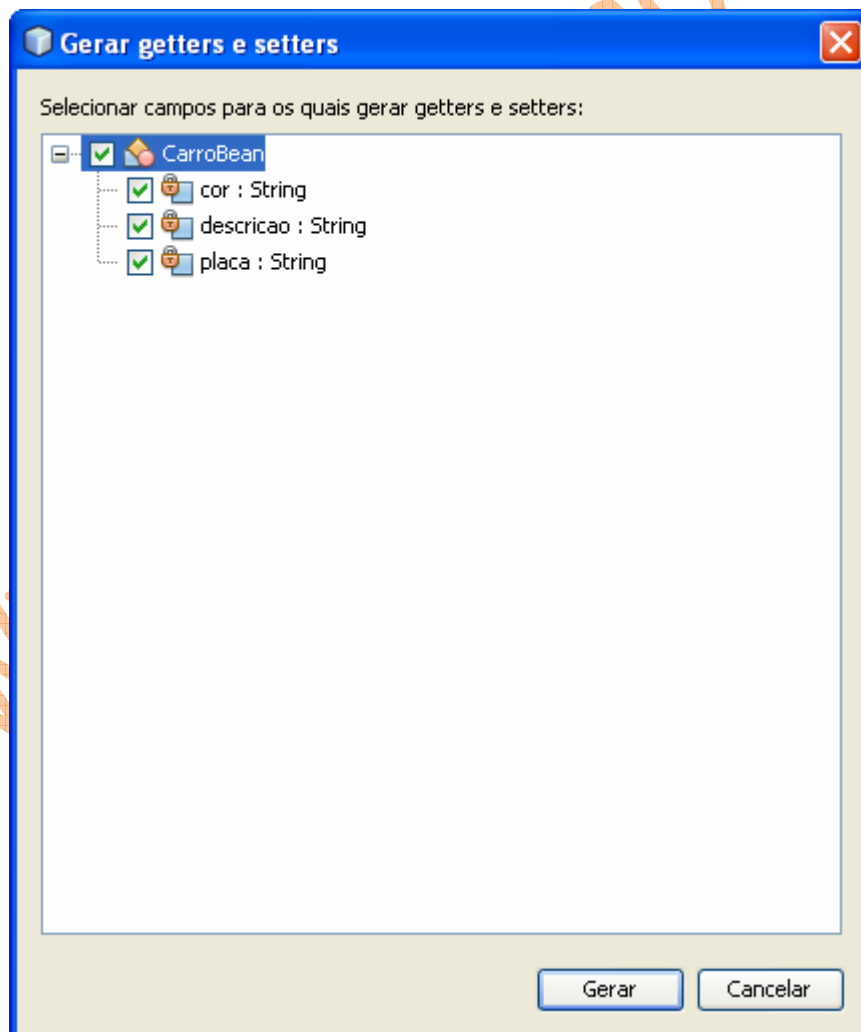 Gerar getters e setters
Selecionar campos para os quais gerar getters e setters:
CarroBean
cor : String
descricao : String
placa : String
Gerar Cancelar